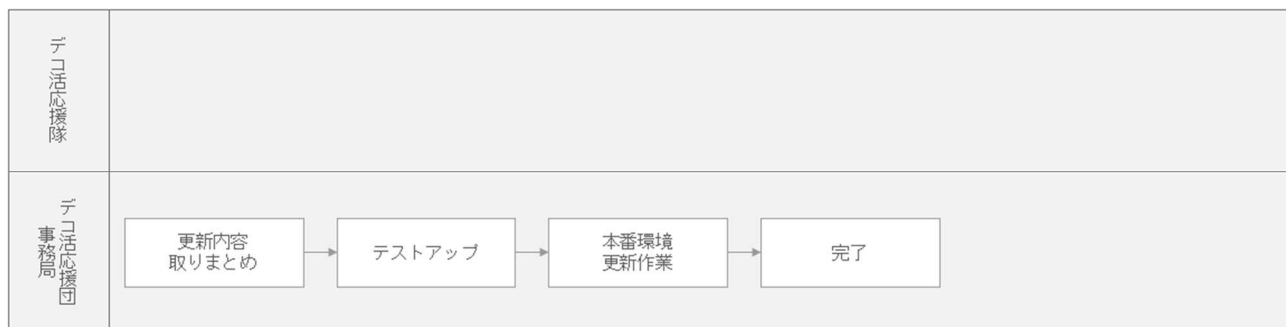 デコ活応援隊
デコ活応援団
事務局
更新内容
取りまとめ
テストアップ
本番環境
更新作業
完了